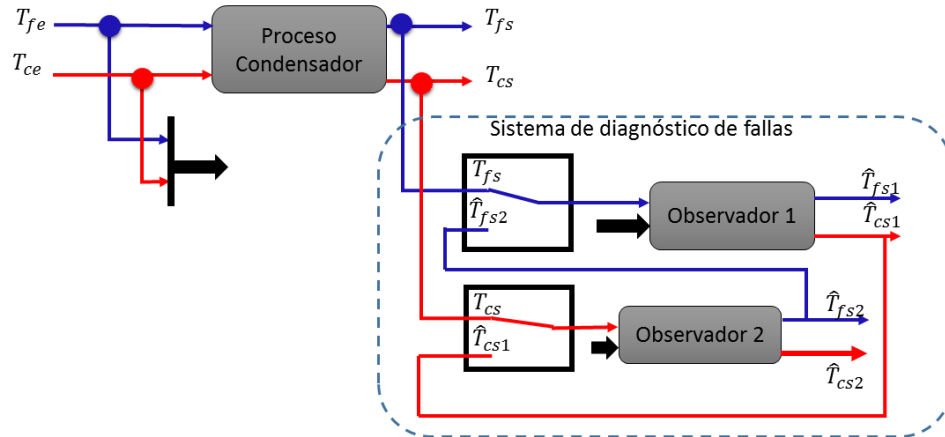 T_fe
T_ce
Proceso
Condensador
T_fs
T_cs
Sistema de diagnóstico de fallas
T_fs
T̂_fs2
Observador 1
T̂_fs1
T̂_cs1
T_cs
T̂_cs1
Observador 2
T̂_fs2
T̂_cs2